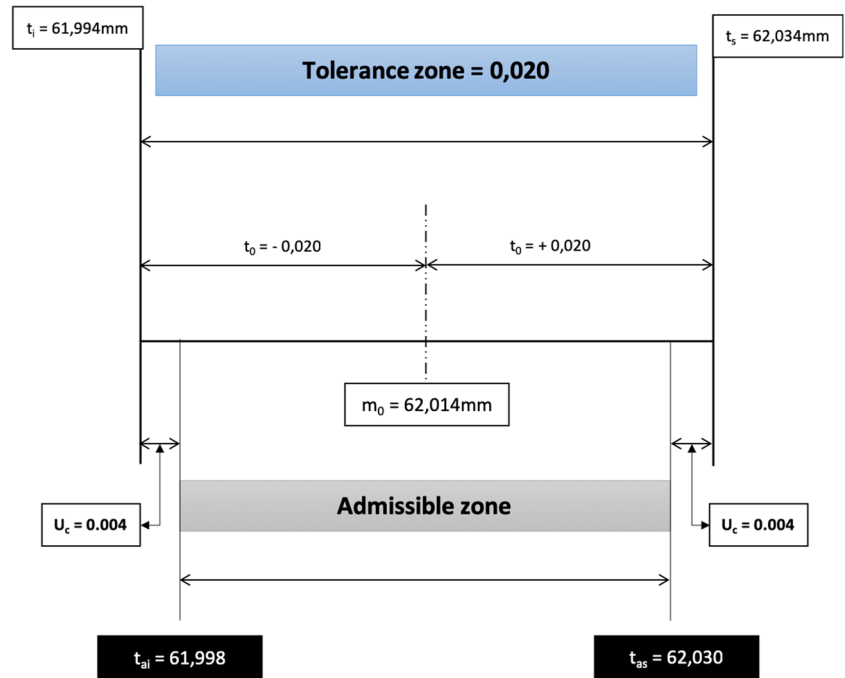 tᵢ = 61,994mm
tₛ = 62,034mm
Tolerance zone = 0,020
t₀ = - 0,020
t₀ = + 0,020
m₀ = 62,014mm
U꜀ = 0.004
Admissible zone
U꜀ = 0.004
tₐᵢ = 61,998
tₐₛ = 62,030